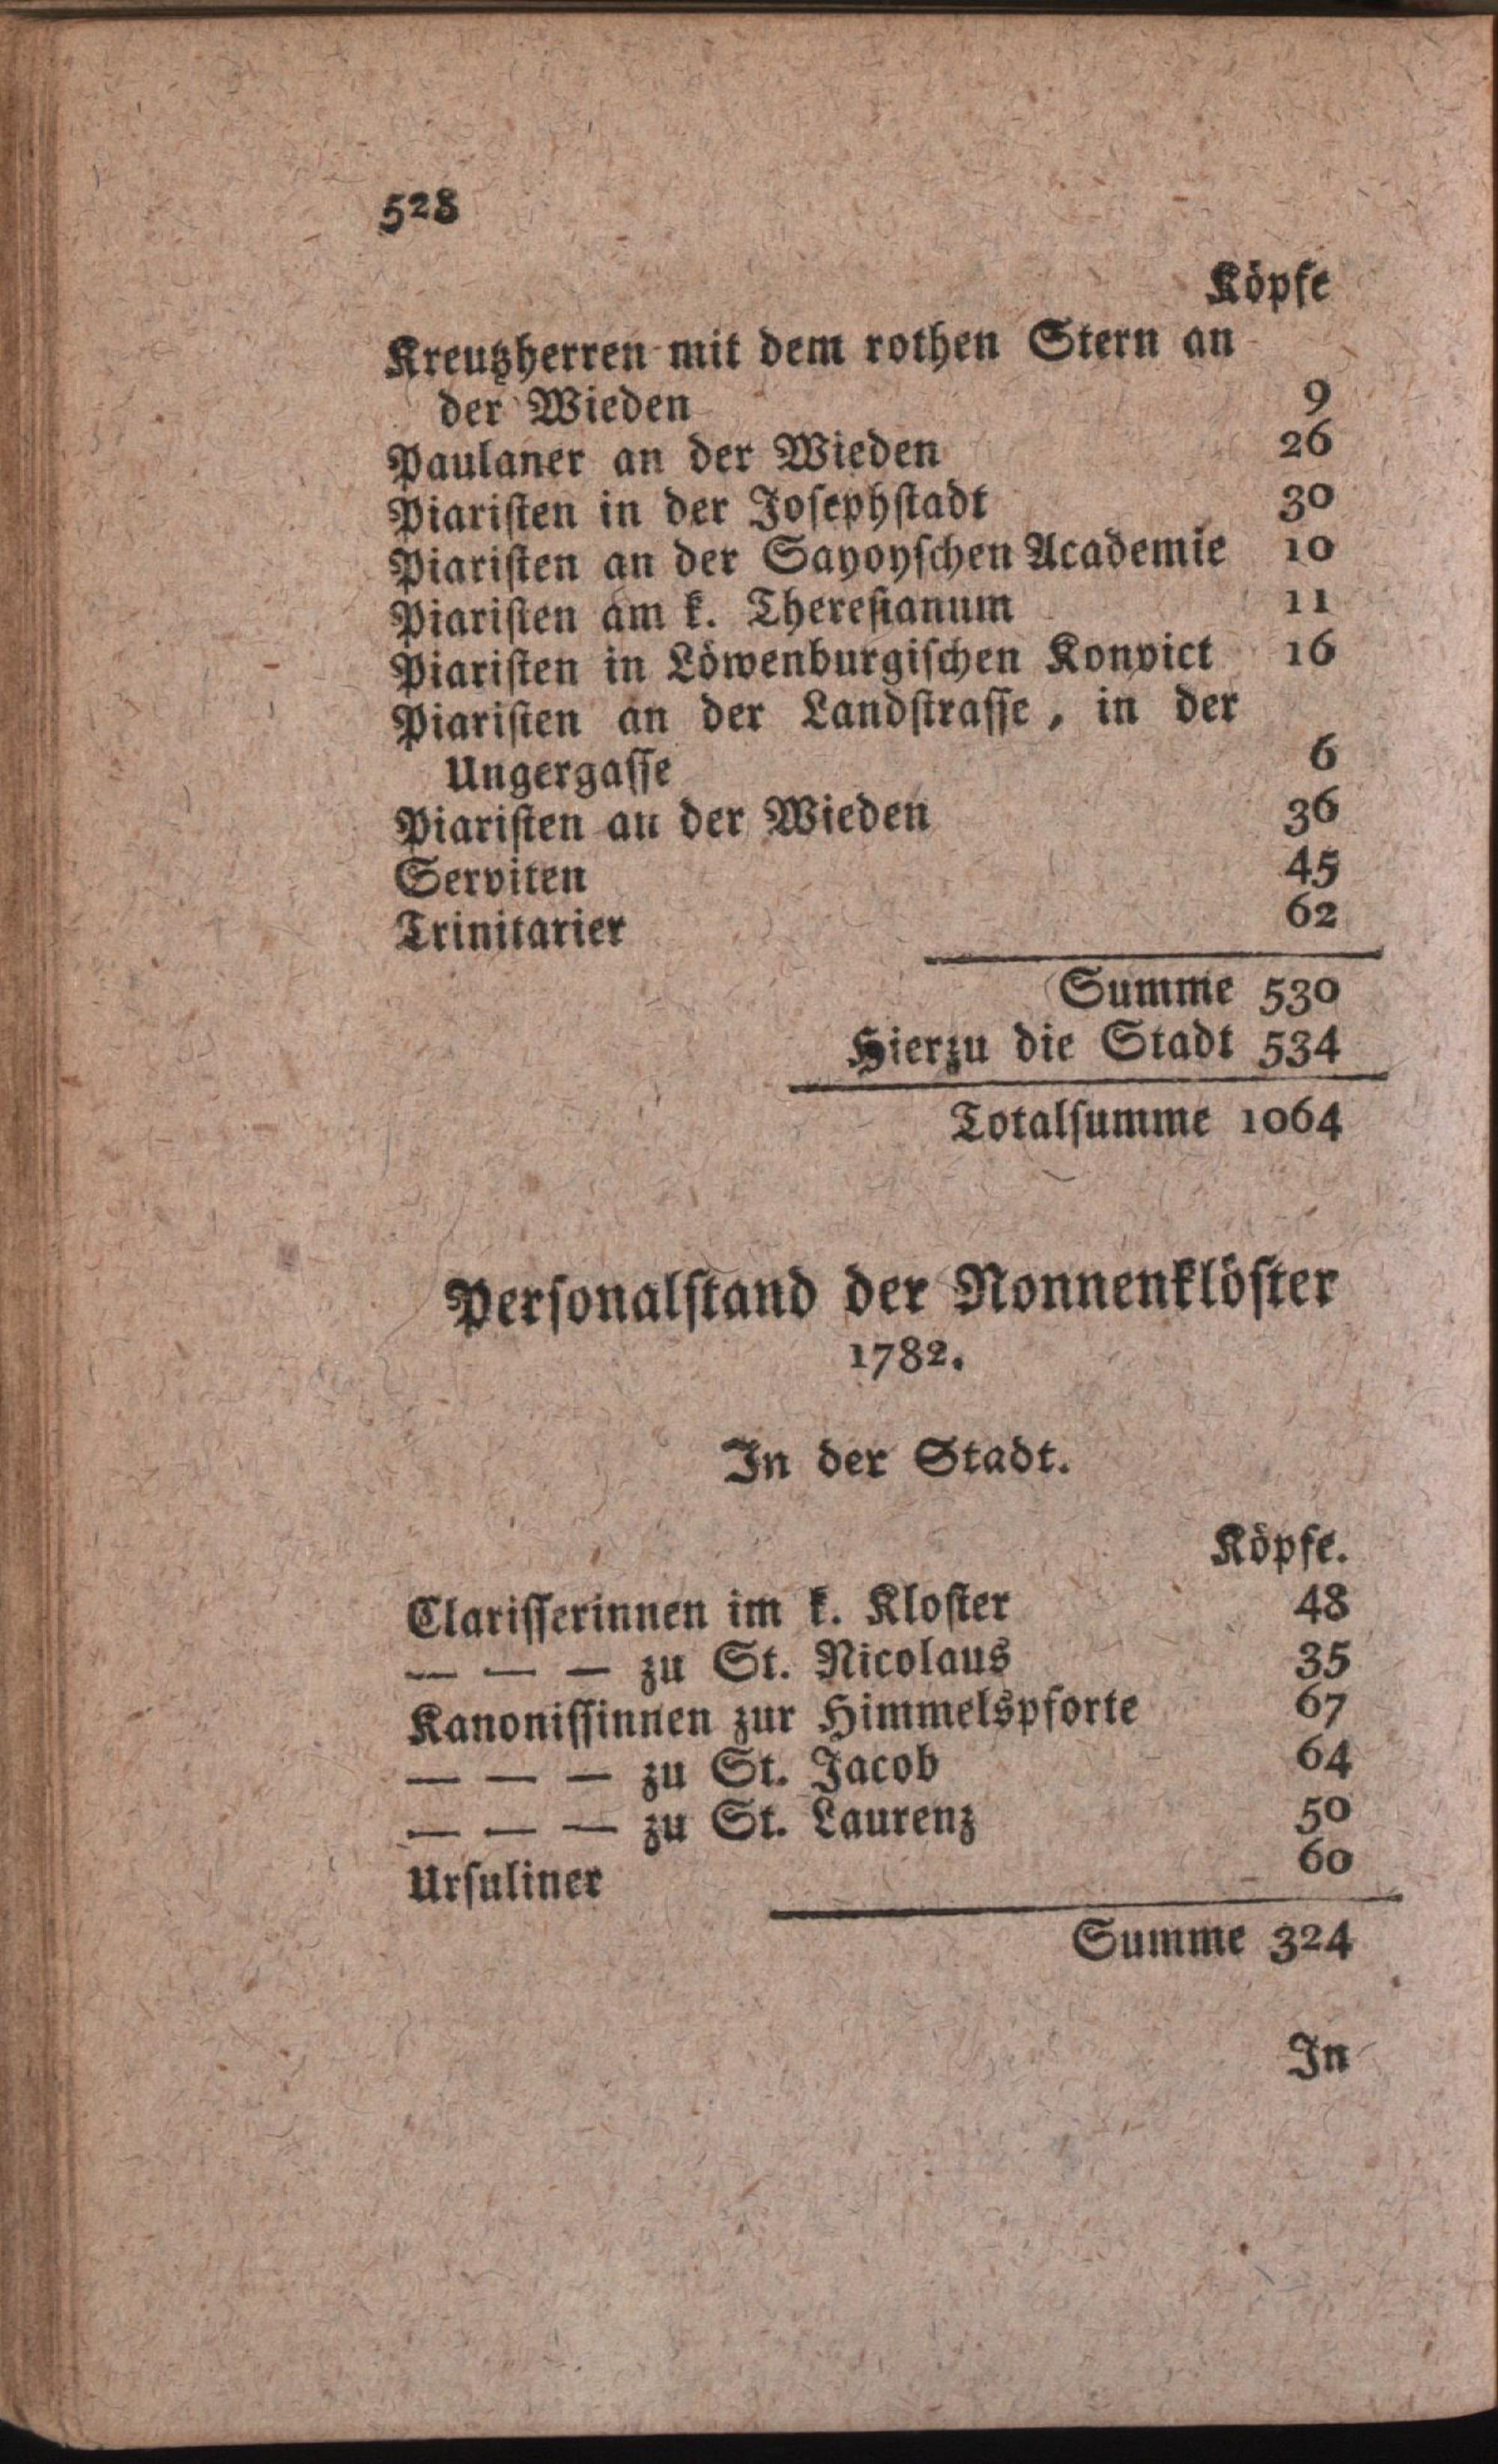 528
Köpfe
Kreutzherren mit dem rothen Stern an
der Wieden 9
Paulaner an der Wieden 26
Piariſten in der Joſephſtadt 30
Piariſten an der Savoyſchen Academie 10
Piariſten am k. Thereſianum 11
Piariſten in Löwenburgiſchen Konvict 16
Piariſten an der Landſtraſſe, in der
Ungergaſſe 6
Piariſten an der Wieden 36
Serviten 45
Trinitarier 62
Summe 530
Hierzu die Stadt 534
Totalſumme 1064
Perſonalſtand der Nonnenklöſter
1782.
In der Stadt.
Köpfe.
Clariſſerinnen im k. Kloſter 48
— — — zu St. Nicolaus 35
Kanoniſſinnen zur Himmelspforte 67
— — — zu St. Jacob 64
— — — zu St. Laurenz 50
Urſuliner 60
Summe 324
In